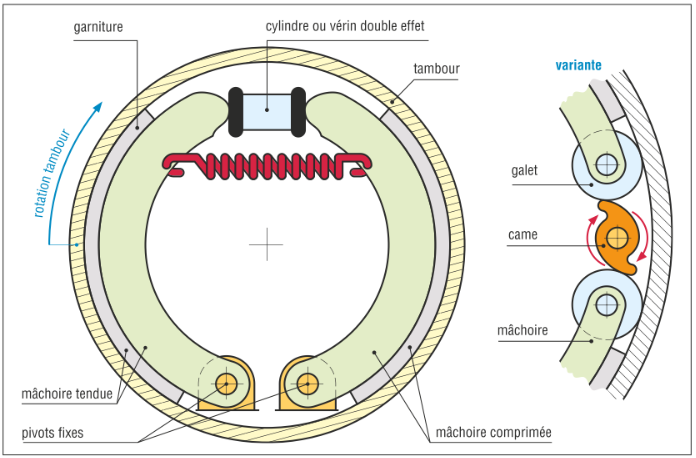 garniture
cylindre ou vérin double effet
tambour
variante
rotation tambour
galet
came
mâchoire
mâchoire tendue
pivots fixes
mâchoire comprimée